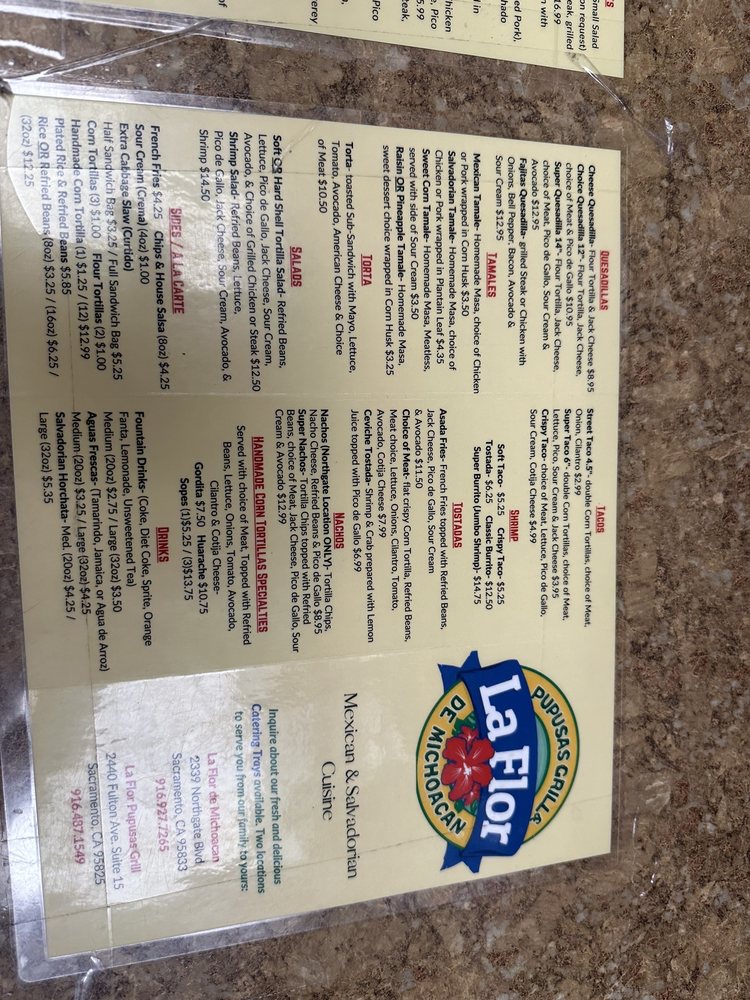 QUESADILLAS
Cheese Quesadilla- Flour Tortilla & Jack Cheese $8.95
Choice Quesadilla 12"- Flour Tortilla, Jack Cheese,
choice of Meat & Pico de Gallo $10.95
Super Quesadilla 14"- Flour Tortilla, Jack Cheese,
choice of Meat, Pico de Gallo, Sour Cream &
Avocado $12.95
Fajitas Quesadilla- grilled Steak or Chicken with
Onions, Bell Pepper, Bacon, Avocado &
Sour Cream $12.95
TAMALES
Mexican Tamale- Homemade Masa, choice of Chicken
or Pork wrapped in Corn Husk $3.50
Salvadorian Tamale- Homemade Masa, choice of
Chicken or Pork wrapped in Plantain Leaf $4.35
Sweet Corn Tamale- Homemade Masa, Meatless,
served with side of Sour Cream $3.50
Raisin OR Pineapple Tamale- Homemade Masa,
sweet dessert choice wrapped in Corn Husk $3.25
TORTA
Torta- toasted Sub-Sandwich with Mayo, Lettuce,
Tomato, Avocado, American Cheese & Choice
of Meat $10.50
SALADS
Soft OR Hard Shell Tortilla Salad- Refried Beans,
Lettuce, Pico de Gallo, Jack Cheese, Sour Cream,
Avocado, & Choice of Grilled Chicken or Steak $12.50
Shrimp Salad- Refried Beans, Lettuce,
Pico de Gallo, Jack Cheese, Sour Cream, Avocado, &
Shrimp $14.50
SIDES / A LA CARTE
French Fries $4.25 Chips & House Salsa (8oz) $4.25
Sour Cream (Crema) (4oz) $1.00
Extra Cabbage Slaw (Curtido)
Half Sandwich Bag $3.25 / Full Sandwich Bag $5.25
Corn Tortillas (3) $1.00 Flour Tortillas (2) $1.00
Handmade Corn Tortilla (1) $1.25 / (12) $12.99
Plated Rice & Refried Beans $5.85
Rice OR Refried Beans (8oz) $3.25 / (16oz) $6.25 /
(32oz) $12.25
TACOS
Street Taco 4.5"- double Corn Tortillas, choice of Meat,
Onion, Cilantro $2.99
Super Taco 6"- double Corn Tortillas, choice of Meat,
Lettuce, Pico, Sour Cream & Jack Cheese $3.95
Crispy Taco- choice of Meat, Lettuce, Pico de Gallo,
Sour Cream, Cotija Cheese $4.99
SHRIMP
Soft Taco- $5.25 Crispy Taco- $5.25
Tostada- $6.25 Classic Burrito- $12.50
Super Burrito (Jumbo Shrimp)- $14.75
TOSTADAS
Asada Fries- French Fries topped with Refried Beans,
Jack Cheese, Pico de Gallo, Sour Cream
& Avocado $11.50
Choice of Mate- flat crispy Corn Tortilla, Refried Beans,
Meat choice, Lettuce, Onions, Cilantro, Tomato,
Avocado, Cotija Cheese $7.99
Ceviche Tostada- Shrimp & Crab prepared with Lemon
Juice topped with Pico de Gallo $6.99
NACHOS
Nachos (Northgate Location ONLY)- Tortilla Chips,
Nacho Cheese, Refried Beans & Pico de Gallo $8.95
Super Nachos- Tortilla Chips topped with Refried
Beans, choice of Meat, Jack Cheese, Pico de Gallo, Sour
Cream & Avocado $12.99
HANDMADE CORN TORTILLAS SPECIALTIES
Served with choice of Meat, Topped with Refried
Beans, Lettuce, Onions, Tomato, Avocado,
Cilantro & Cotija Cheese-
Gordita $7.50 Huarache $10.75
Sopes (1)$5.25 / (3)$13.75
DRINKS
Fountain Drinks- (Coke, Diet Coke, Sprite, Orange
Fanta, Lemonade, Unsweetened Tea)
Medium (20oz) $2.75 / Large (32oz) $3.50
Aguas Frescas- (Tamarindo, Jamaica, or Agua de Arroz)
Medium (20oz) $3.25 / Large (32oz) $4.25
Salvadorian Horchata- Med. (20oz) $4.25 /
Large (32oz) $5.35
PUPUSAS GRILL &
La Flor
DE MICHOACAN
Mexican & Salvadorian
Cuisine
Inquire about our fresh and delicious
Catering Trays available. Two locations
to serve you from our family to yours:
La Flor de Michoacan
2339 Northgate Blvd
Sacramento, CA 95833
916.927.7265
La Flor Pupusas Grill
2440 Fulton Ave. Suite 15
Sacramento, CA 95825
916.487.1549
Small Salad
on request)
eak, grilled
16.99
n with
ed Pork),
hado
d in
hicken
, Pico
5.99
teak,
Pico
erey
of